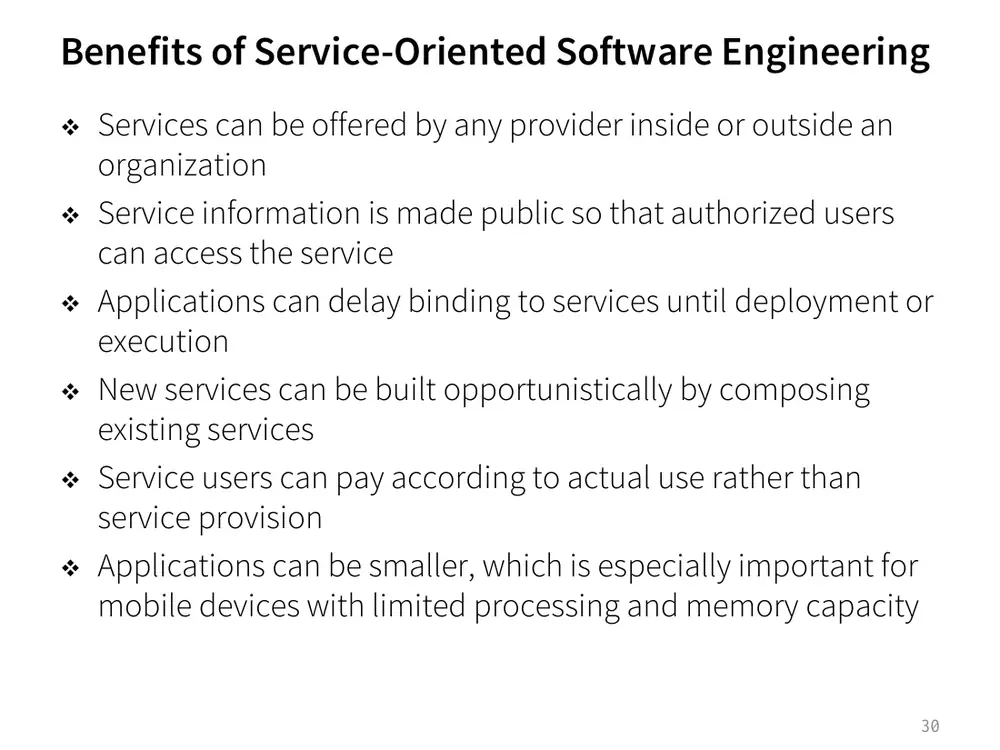 Benefits of Service-Oriented Software Engineering
❖ Services can be offered by any provider inside or outside an
organization
❖ Service information is made public so that authorized users
can access the service
❖ Applications can delay binding to services until deployment or
execution
❖ New services can be built opportunistically by composing
existing services
❖ Service users can pay according to actual use rather than
service provision
❖ Applications can be smaller, which is especially important for
mobile devices with limited processing and memory capacity
30